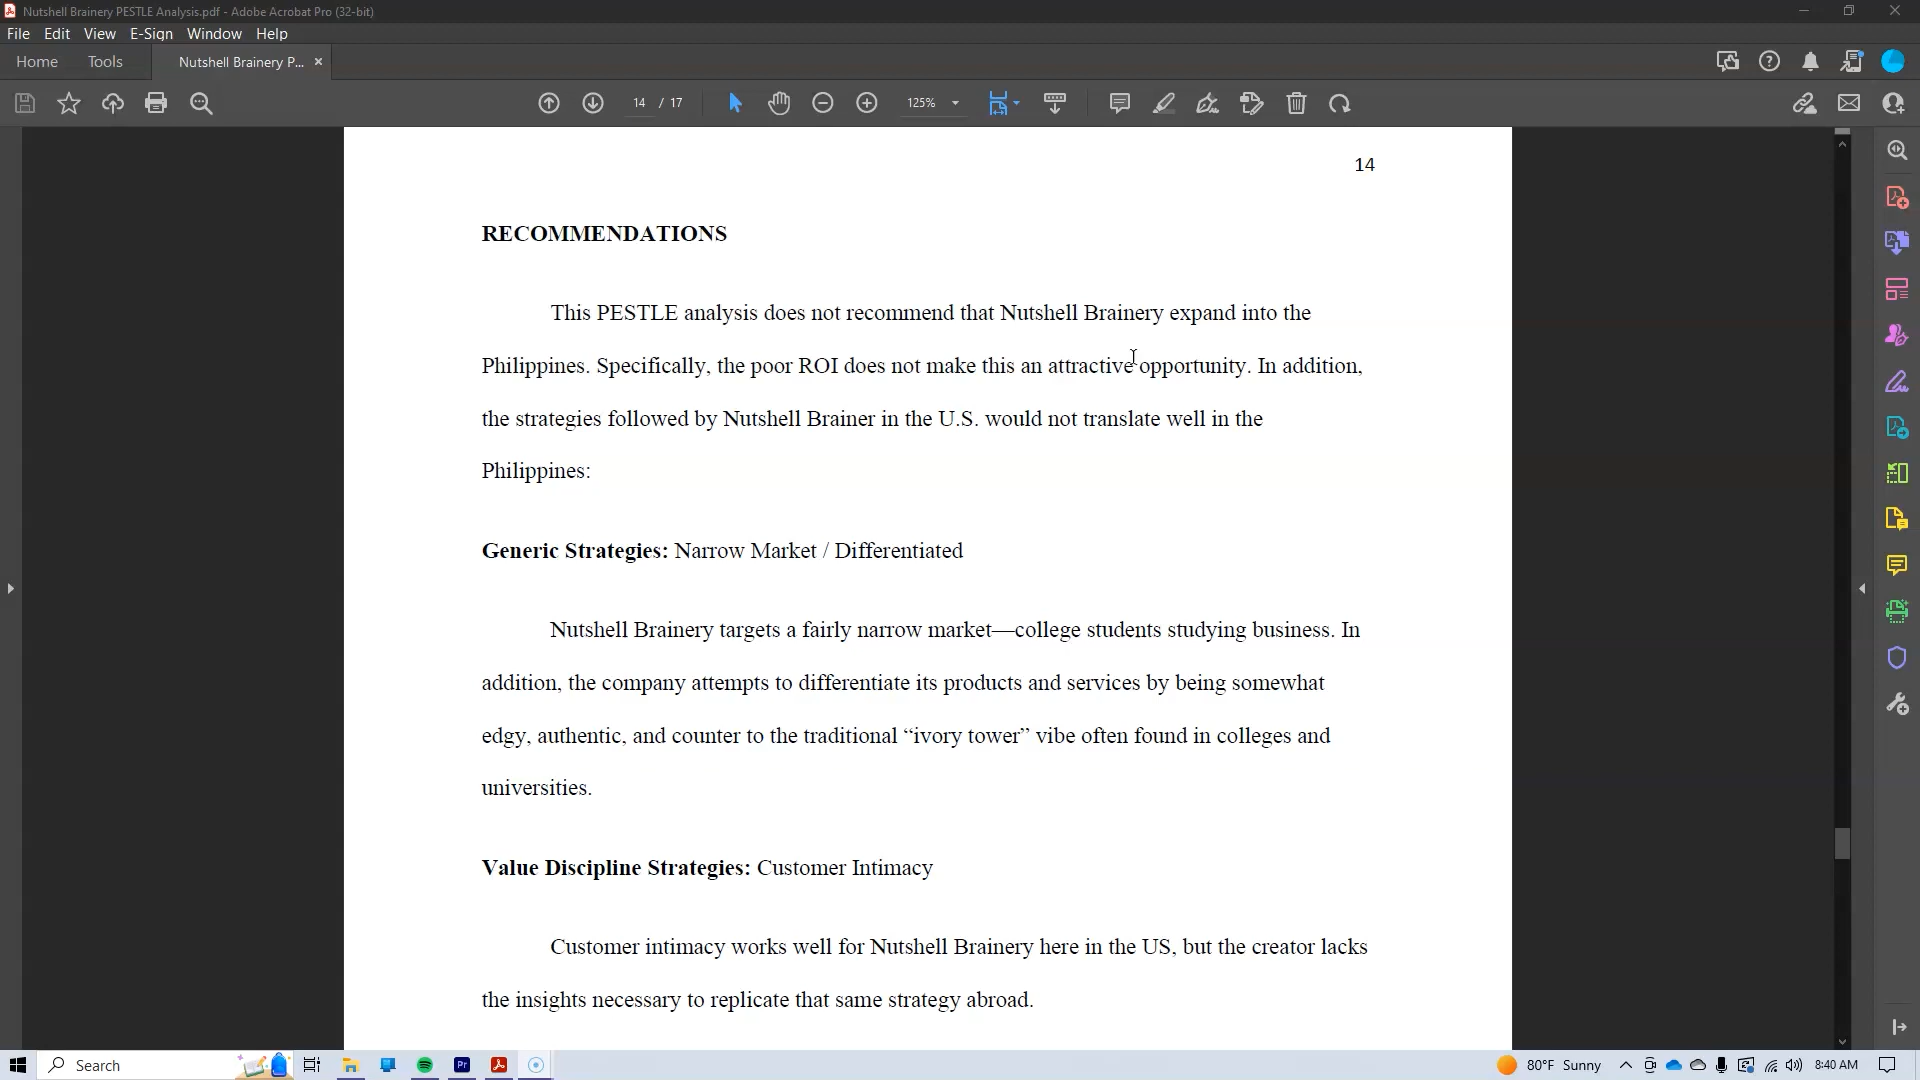 Nutshell Brainery PESTLE Analysis.pdf - Adobe Acrobat Pro (32-bit)
File Edit View E-Sign Window Help
Home Tools Nutshell Brainery P... ×
14 / 17 125%
14
RECOMMENDATIONS
This PESTLE analysis does not recommend that Nutshell Brainery expand into the
Philippines. Specifically, the poor ROI does not make this an attractive opportunity. In addition,
the strategies followed by Nutshell Brainer in the U.S. would not translate well in the
Philippines:
Generic Strategies: Narrow Market / Differentiated
Nutshell Brainery targets a fairly narrow market—college students studying business. In
addition, the company attempts to differentiate its products and services by being somewhat
edgy, authentic, and counter to the traditional “ivory tower” vibe often found in colleges and
universities.
Value Discipline Strategies: Customer Intimacy
Customer intimacy works well for Nutshell Brainery here in the US, but the creator lacks
the insights necessary to replicate that same strategy abroad.
Search Pr 80°F Sunny 8:40 AM